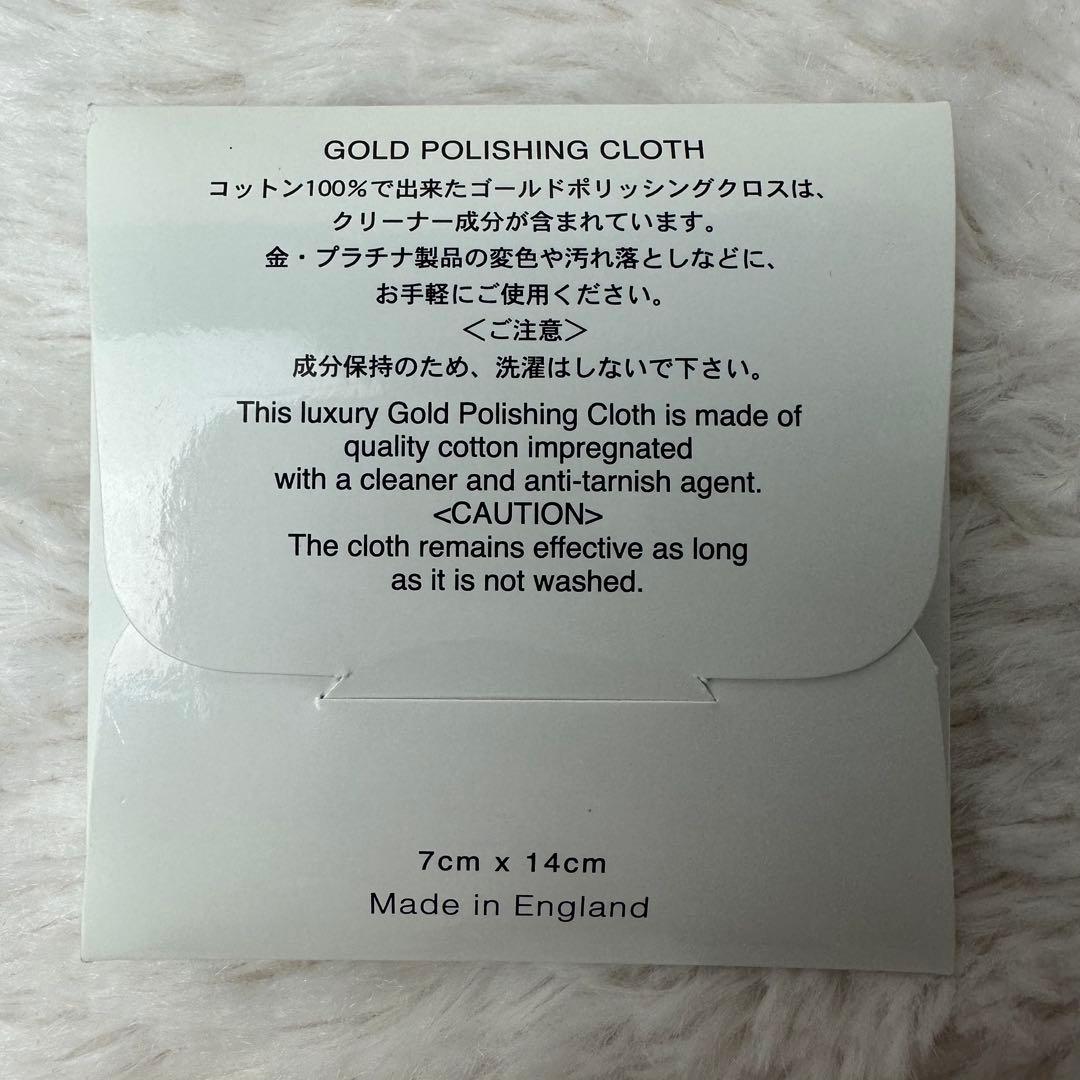 GOLD POLISHING CLOTH
コットン100%で出来たゴールドポリッシングクロスは、
クリーナー成分が含まれています。
金・プラチナ製品の変色や汚れ落としなどに、
お手軽にご使用ください。
＜ご注意＞
成分保持のため、洗濯はしないで下さい。
This luxury Gold Polishing Cloth is made of
quality cotton impregnated
with a cleaner and anti-tarnish agent.
<CAUTION>
The cloth remains effective as long
as it is not washed.
7cm x 14cm
Made in England